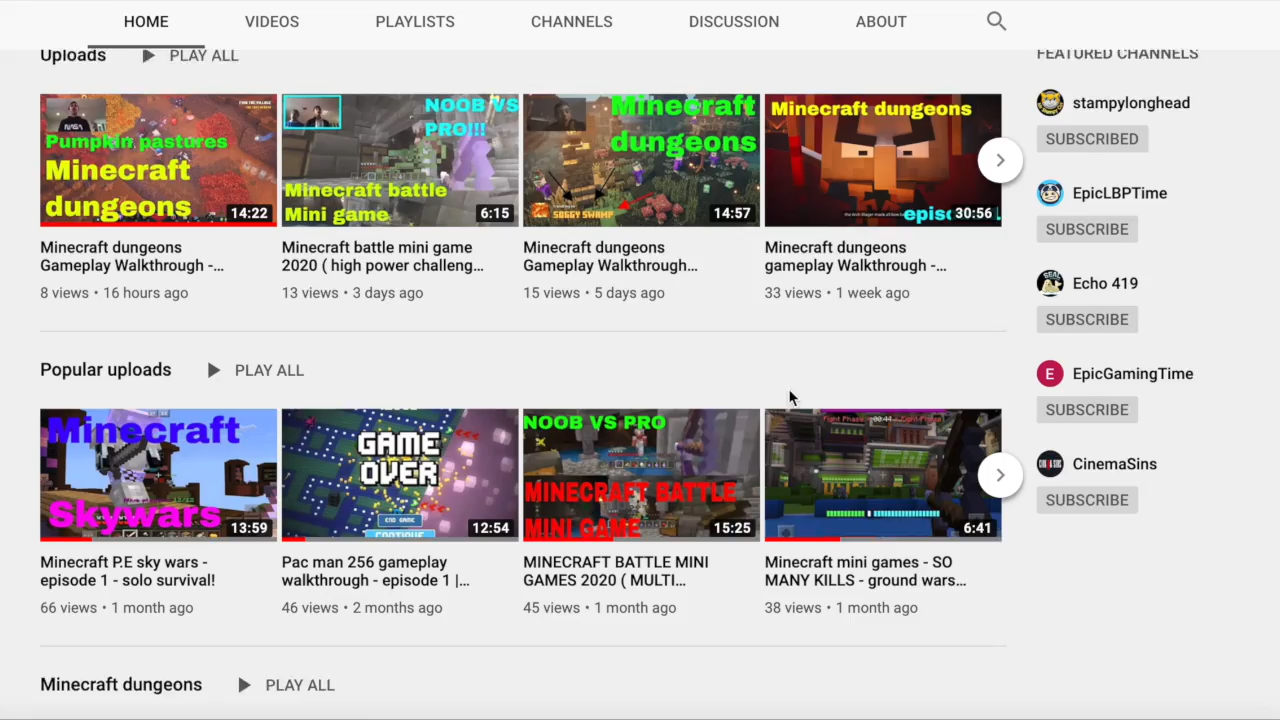 HOME
VIDEOS
PLAYLISTS
CHANNELS
DISCUSSION
ABOUT
Uploads
PLAY ALL
Pumpkin pastures
Minecraft
dungeons
14:22
NOOB VS
PRO!!!
Minecraft battle
Mini game
6:15
Minecraft
dungeons
SOGGY SWAMP
14:57
Minecraft dungeons
30:56
Minecraft dungeons
Gameplay Walkthrough -...
8 views • 16 hours ago
Minecraft battle mini game
2020 ( high power challeng...
13 views • 3 days ago
Minecraft dungeons
Gameplay Walkthrough...
15 views • 5 days ago
Minecraft dungeons
gameplay Walkthrough -...
33 views • 1 week ago
Popular uploads
PLAY ALL
Minecraft
Skywars
13:59
GAME
OVER
END GAME
CONTINUE
12:54
NOOB VS PRO
MINECRAFT BATTLE
MINI GAME
15:25
6:41
Minecraft P.E sky wars -
episode 1 - solo survival!
66 views • 1 month ago
Pac man 256 gameplay
walkthrough - episode 1 |...
46 views • 2 months ago
MINECRAFT BATTLE MINI
GAMES 2020 ( MULTI...
45 views • 1 month ago
Minecraft mini games - SO
MANY KILLS - ground wars...
38 views • 1 month ago
Minecraft dungeons
PLAY ALL
FEATURED CHANNELS
stampylonghead
SUBSCRIBED
EpicLBPTime
SUBSCRIBE
Echo 419
SUBSCRIBE
E
EpicGamingTime
SUBSCRIBE
CinemaSins
SUBSCRIBE